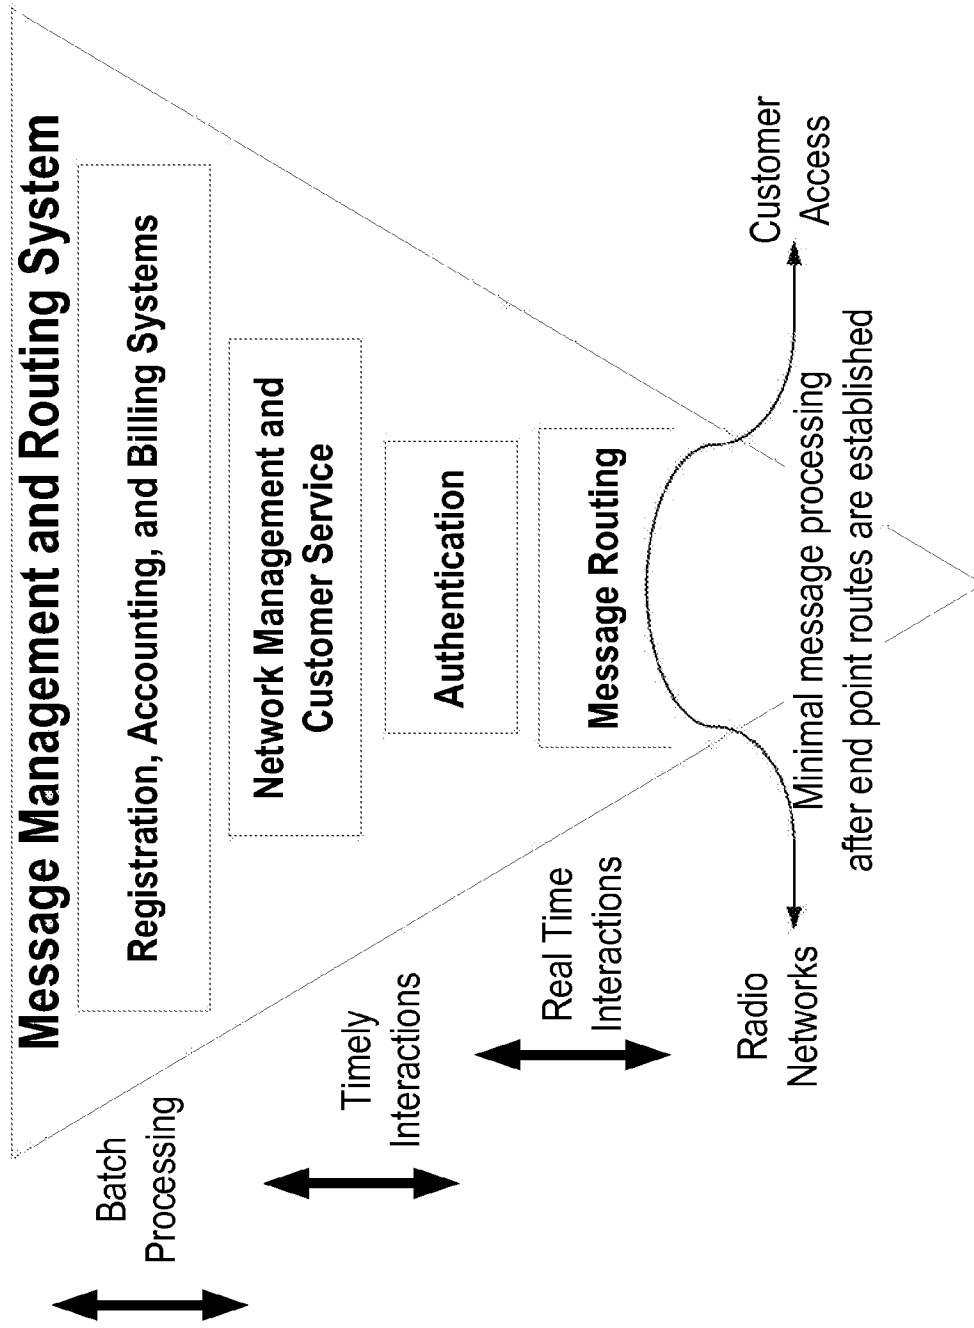 Message Management and Routing System
Registration, Accounting, and Billing Systems
Network Management and
Customer Service
Authentication
Message Routing
Batch
Processing
Timely
Interactions
Real Time
Interactions
Radio
Networks
Customer
Access
Minimal message processing
after end point routes are established